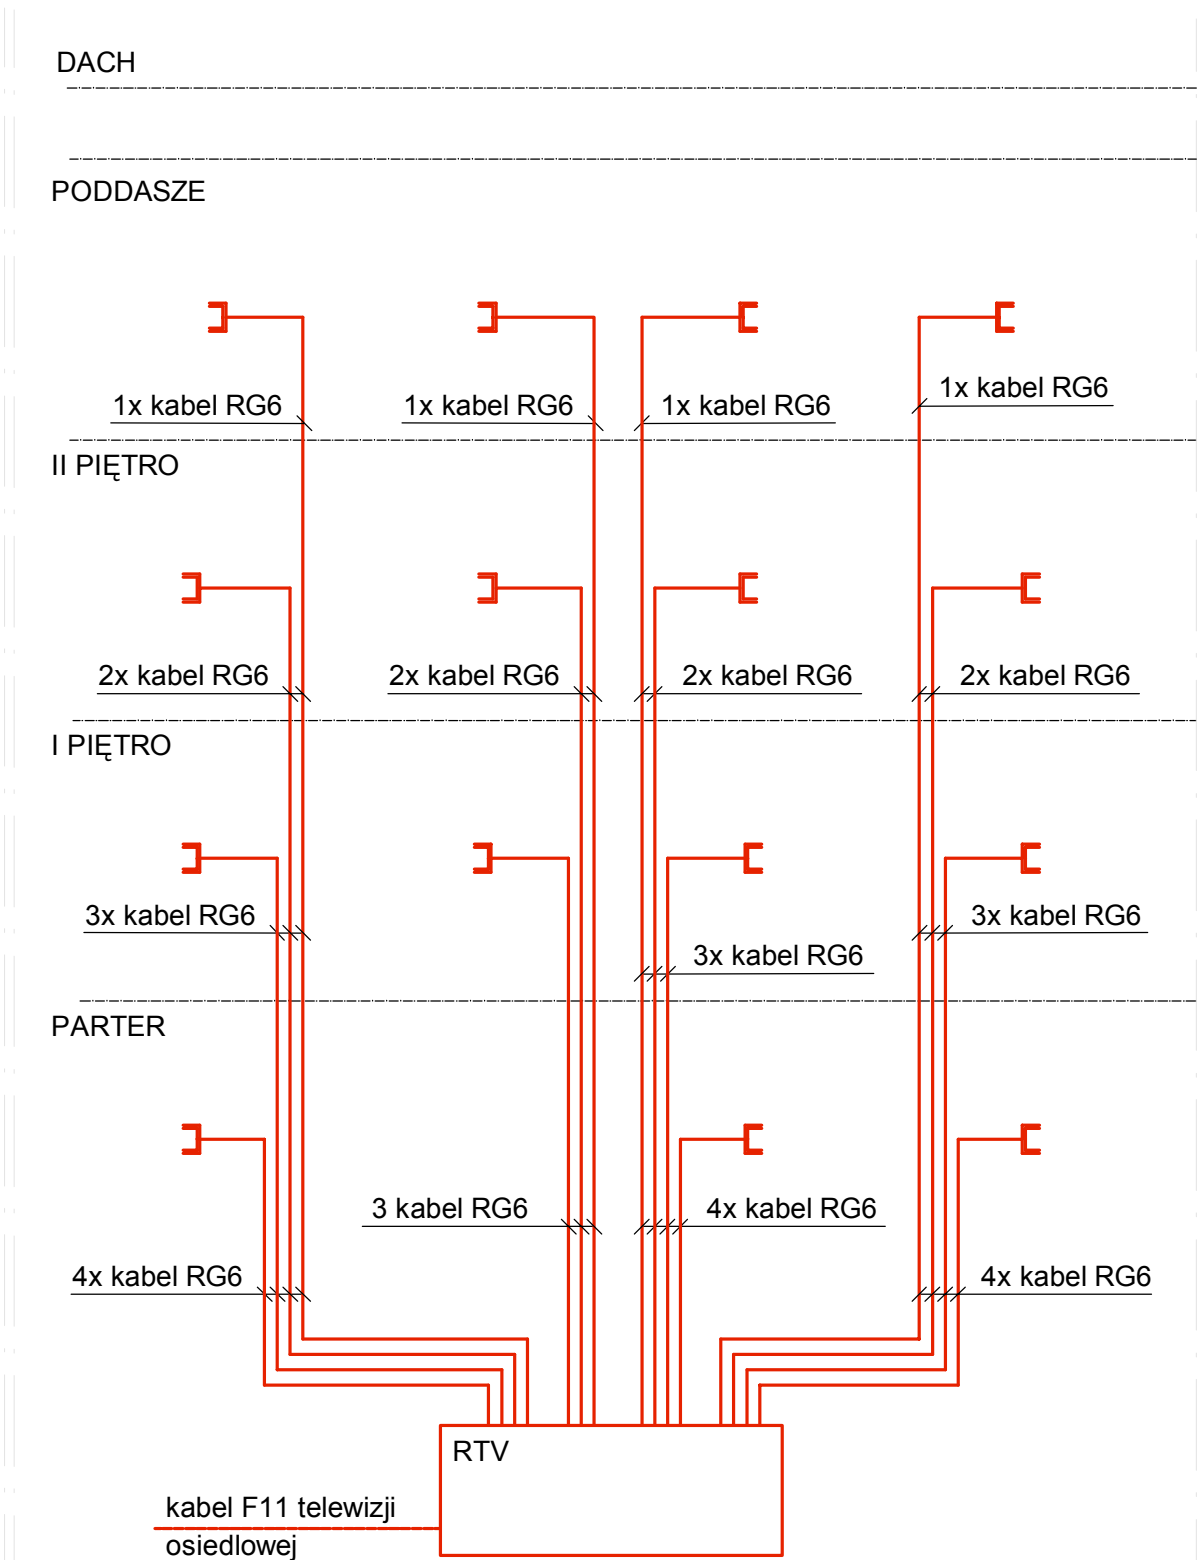 DACH
PODDASZE
1x kabel RG6
1x kabel RG6
1x kabel RG6
1x kabel RG6
II PIĘTRO
2x kabel RG6
2x kabel RG6
2x kabel RG6
2x kabel RG6
I PIĘTRO
3x kabel RG6
3x kabel RG6
3x kabel RG6
PARTER
3 kabel RG6
4x kabel RG6
4x kabel RG6
4x kabel RG6
RTV
kabel F11 telewizji
osiedlowej